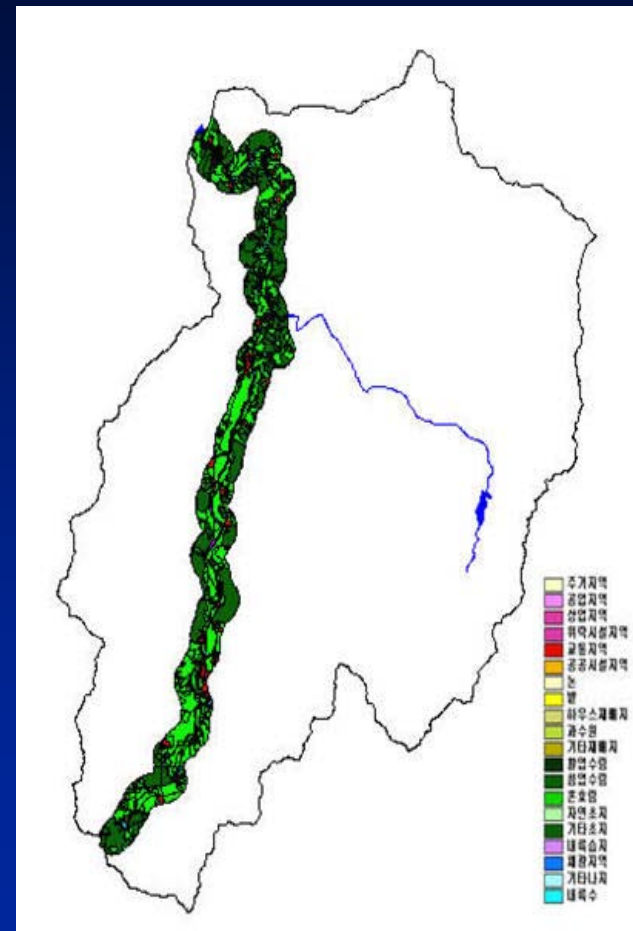 주거지역
공업지역
상업지역
위락시설지역
교통지역
공공시설지역
논
밭
하우스재배지
과수원
기타재배지
활엽수림
침엽수림
혼효림
자연초지
기타초지
내륙습지
채광지역
기타나지
내륙수